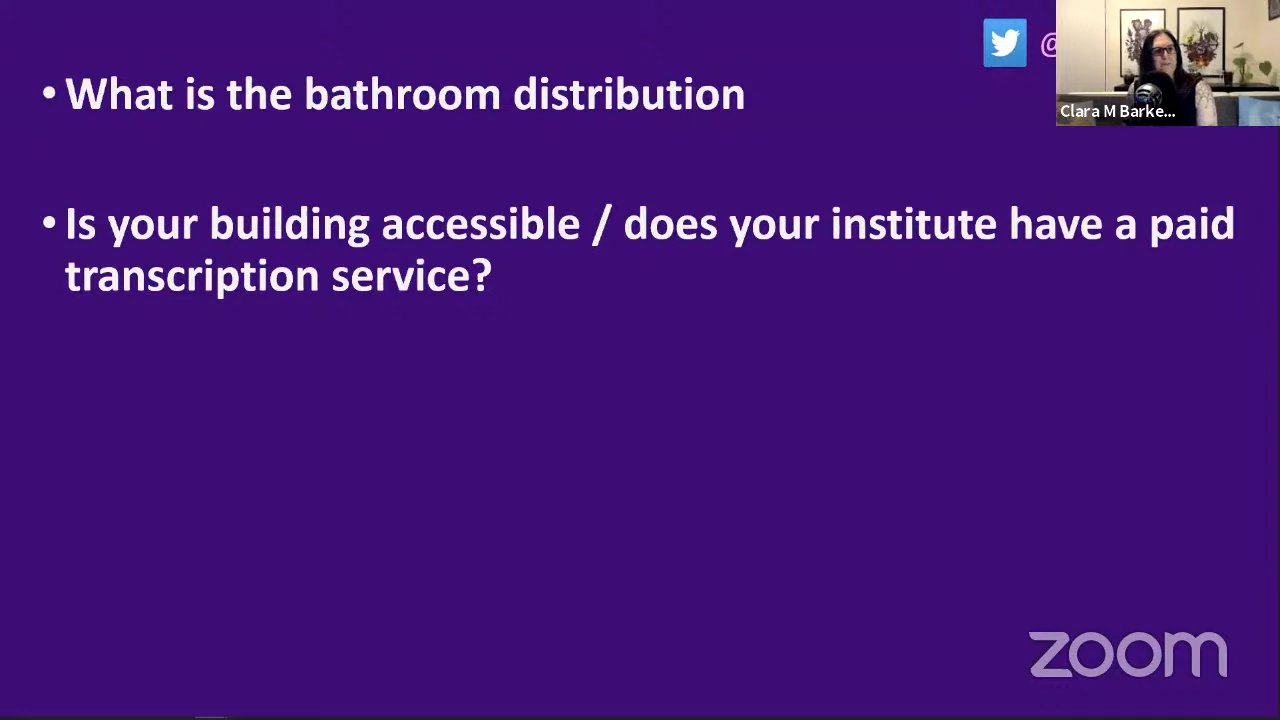 @
• What is the bathroom distribution
Clara M Barke...
• Is your building accessible / does your institute have a paid
transcription service?
zoom